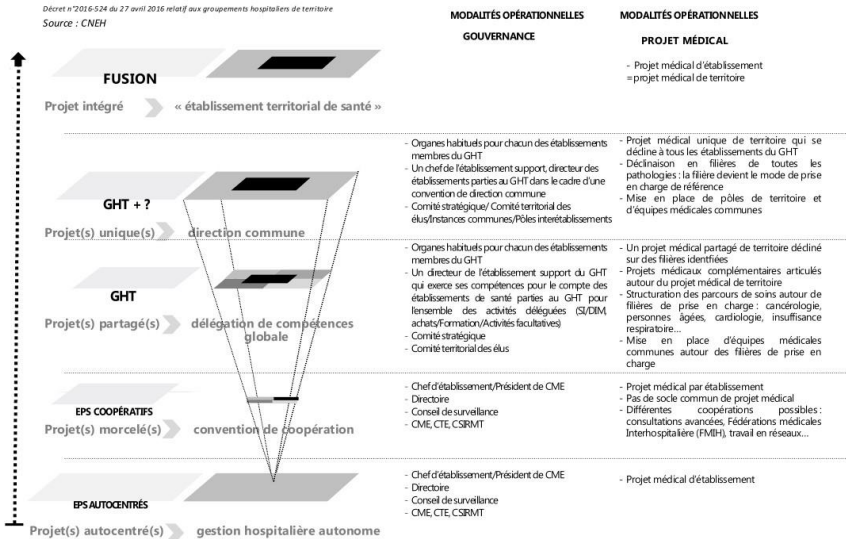 Décret n°2016-524 du 27 avril 2016 relatif aux groupements hospitaliers de territoire
Source : CNEH
MODALITÉS OPÉRATIONNELLES
GOUVERNANCE
MODALITÉS OPÉRATIONNELLES
PROJET MÉDICAL
FUSION
Projet intégré
« établissement territorial de santé »
- Projet médical d'établissement
=projet médical de territoire
GHT + ?
Projet(s) unique(s)
direction commune
- Organes habituels pour chacun des établissements
membres du GHT
- Un chef de l'établissement support, directeur des
établissements parties au GHT dans le cadre d'une
convention de direction commune
- Comité stratégique/ Comité territorial des
élus/Instances communes/Pôles interétablissements
- Projet médical unique de territoire qui se
décline à tous les établissements du GHT
- Déclinaison en filières de toutes les
pathologies : la filière devient le mode de prise
en charge de référence
- Mise en place de pôles de territoire et
d'équipes médicales communes
GHT
Projet(s) partagé(s)
délégation de compétences
globale
- Organes habituels pour chacun des établissements
membres du GHT
- Un directeur de l'établissement support du GHT
qui exerce ses compétences pour le compte des
établissements de santé parties au GHT pour
l'ensemble des activités déléguées (SI/DIM,
achats/Formation/Activités facultatives)
- Comité stratégique
- Comité territorial des élus
- Un projet médical partagé de territoire décliné
sur des filières identfiées
- Projets médicaux complémentaires articulés
autour du projet médical de territoire
- Structuration des parcours de soins autour de
filières de prise en charge : cancérologie,
personnes âgées, cardiologie, insuffisance
respiratoire...
- Mise en place d'équipes médicales
communes autour des filières de prise en
charge
EPS COOPÉRATIFS
Projet(s) morcelé(s)
convention de coopération
- Chef d'établissement/Président de CME
- Directoire
- Conseil de surveillance
- CME, CTE, CSIRMT
- Projet médical par établissement
- Pas de socle commun de projet médical
- Différentes coopérations possibles :
consultations avancées, Fédérations médicales
Interhospitalière (FMIH), travail en réseaux...
EPS AUTOCENTRÉS
Projet(s) autocentré(s)
gestion hospitalière autonome
- Chef d'établissement/Président de CME
- Directoire
- Conseil de surveillance
- CME, CTE, CSIRMT
- Projet médical d'établissement